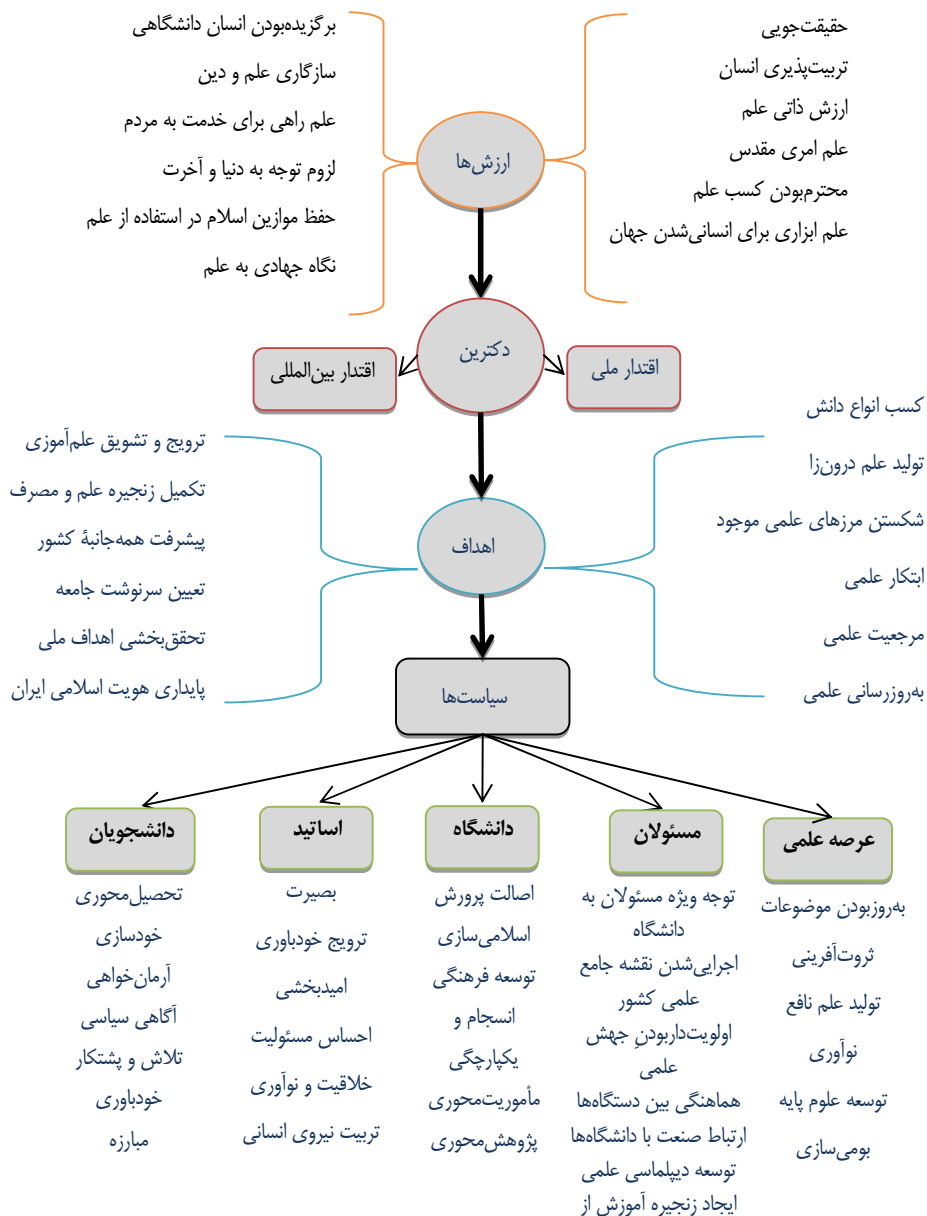 حقیقت‌جویی
تربیت‌پذیری انسان
ارزش ذاتی علم
علم امری مقدس
محترم‌بودن کسب علم
علم ابزاری برای انسانی‌شدن جهان
ارزش‌ها
برگزیده‌بودن انسان دانشگاهی
سازگاری علم و دین
علم راهی برای خدمت به مردم
لزوم توجه به دنیا و آخرت
حفظ موازین اسلام در استفاده از علم
نگاه جهادی به علم
اقتدار ملی
دکترین
اقتدار بین‌المللی
کسب انواع دانش
تولید علم درون‌زا
شکستن مرزهای علمی موجود
ابتکار علمی
مرجعیت علمی
به‌روزرسانی علمی
اهداف
ترویج و تشویق علم‌آموزی
تکمیل زنجیره علم و مصرف
پیشرفت همه‌جانبهٔ کشور
تعیین سرنوشت جامعه
تحقق‌بخشی اهداف ملی
پایداری هویت اسلامی ایران
سیاست‌ها
عرصه علمی
به‌روزبودن موضوعات
ثروت‌آفرینی
تولید علم نافع
نوآوری
توسعه علوم پایه
بومی‌سازی
مسئولان
توجه ویژه مسئولان به
دانشگاه
اجرایی‌شدن نقشه جامع
علمی کشور
اولویت‌داربودنِ جهش
علمی
هماهنگی بین دستگاه‌ها
ارتباط صنعت با دانشگاه‌ها
توسعه دیپلماسی علمی
ایجاد زنجیره آموزش از
دانشگاه
اصالت پرورش
اسلامی‌سازی
توسعه فرهنگی
انسجام و
یکپارچگی
مأموریت‌محوری
پژوهش‌محوری
اساتید
بصیرت
ترویج خودباوری
امیدبخشی
احساس مسئولیت
خلاقیت و نوآوری
تربیت نیروی انسانی
دانشجویان
تحصیل‌محوری
خودسازی
آرمان‌خواهی
آگاهی سیاسی
تلاش و پشتکار
خودباوری
مبارزه